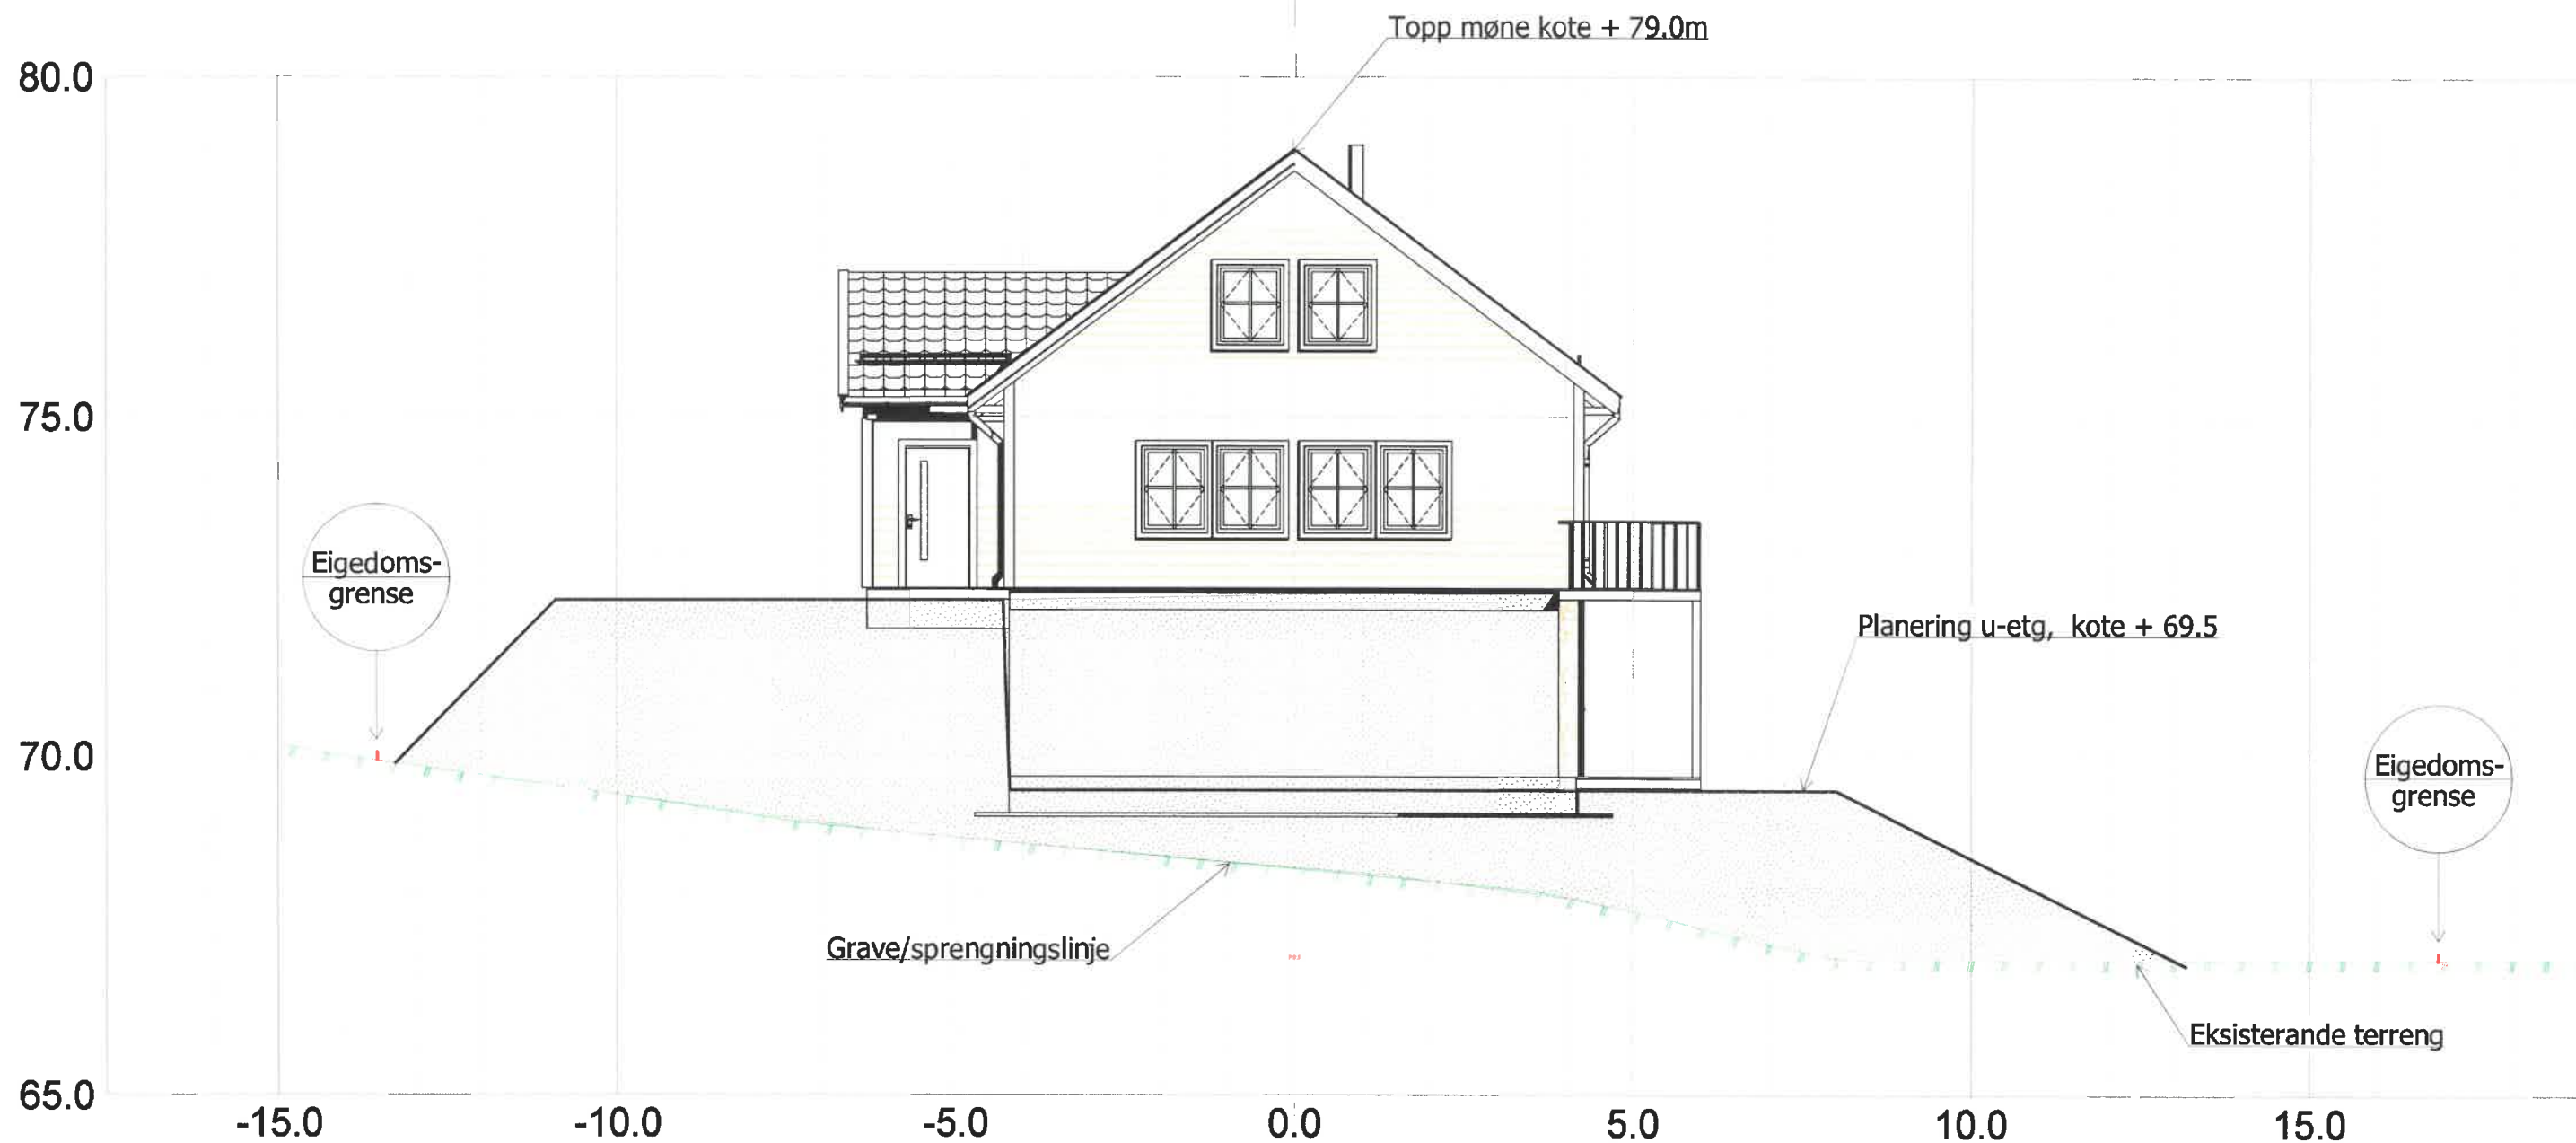 Topp møne kote + 79.0m
80.0
75.0
Eigedoms-
grense
Planering u-etg, kote + 69.5
70.0
Eigedoms-
grense
Grave/sprengningslinje
Eksisterande terreng
65.0
-15.0
-10.0
-5.0
0.0
5.0
10.0
15.0